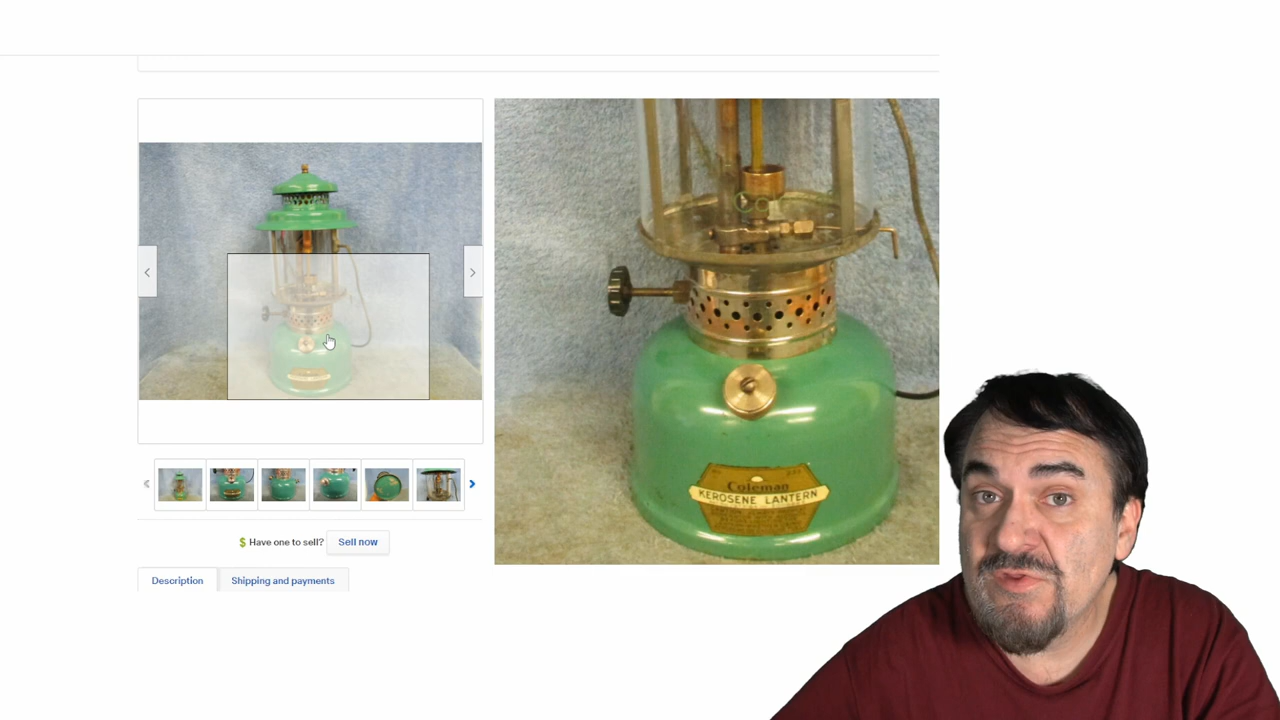 Coleman
KEROSENE LANTERN
$ Have one to sell?
Sell now
Description
Shipping and payments